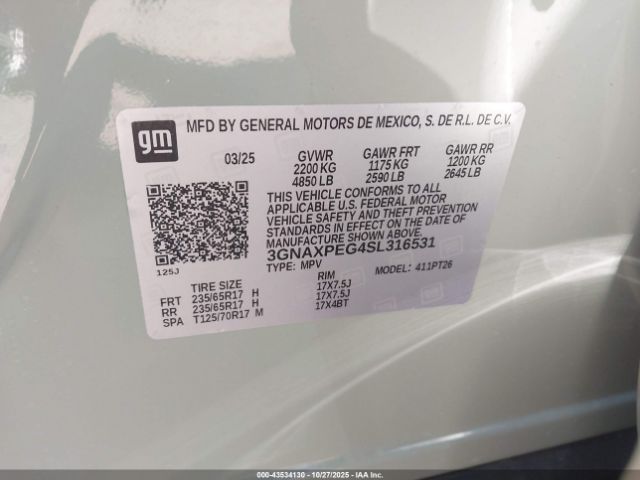 gm
MFD BY GENERAL MOTORS DE MEXICO, S. DE R.L. DE C.V.
03/25 GVWR GAWR FRT GAWR RR
2200 KG 1175 KG 1200 KG
4850 LB 2590 LB 2645 LB
THIS VEHICLE CONFORMS TO ALL
APPLICABLE U.S. FEDERAL MOTOR
VEHICLE SAFETY AND THEFT PREVENTION
STANDARDS IN EFFECT ON THE DATE OF
MANUFACTURE SHOWN ABOVE.
3GNAXPEG4SL316531
TYPE: MPV MODEL: 411PT26
125J
TIRE SIZE RIM
FRT 235/65R17 H 17X7.5J
RR 235/65R17 H 17X7.5J
SPA T125/70R17 M 17X4BT
00-43534130 - 10/27/2025 - IAAI.com